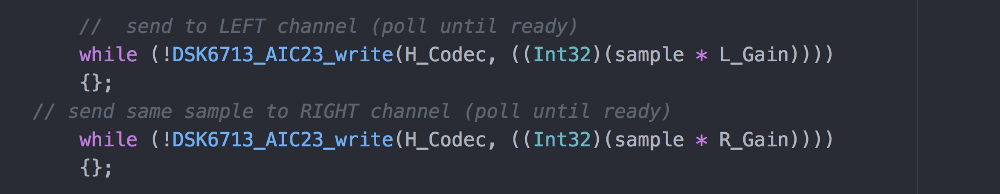 //  send to LEFT channel (poll until ready)
while (!DSK6713_AIC23_write(H_Codec, ((Int32)(sample * L_Gain))))
{};
// send same sample to RIGHT channel (poll until ready)
while (!DSK6713_AIC23_write(H_Codec, ((Int32)(sample * R_Gain))))
{};